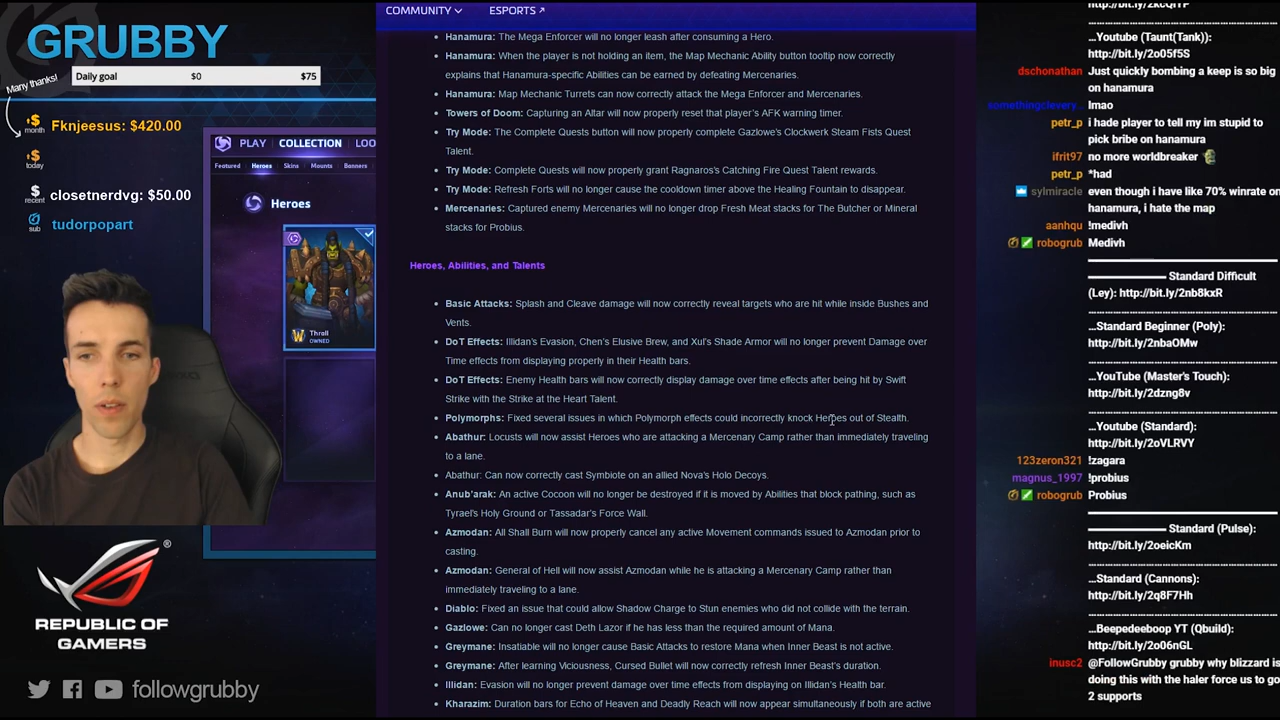 GRUBBY
Many thanks!
Daily goal $0 $75
month
Fknjeesus: $420.00
today
recent
closetnerdvg: $50.00
sub
tudorpopart
PLAY COLLECTION LOO
Featured Heroes Skins Mounts Banners
Heroes
Thrall
OWNED
REPUBLIC OF
GAMERS
followgrubby
COMMUNITY ESPORTS
Hanamura: The Mega Enforcer will no longer leash after consuming a Hero.
Hanamura: When the player is not holding an item, the Map Mechanic Ability button tooltip now correctly
explains that Hanamura-specific Abilities can be earned by defeating Mercenaries.
Hanamura: Map Mechanic Turrets can now correctly attack the Mega Enforcer and Mercenaries.
Towers of Doom: Capturing an Altar will now properly reset that player's AFK warning timer.
Try Mode: The Complete Quests button will now properly complete Gazlowe's Clockwerk Steam Fists Quest
Talent.
Try Mode: Complete Quests will now properly grant Ragnaros's Catching Fire Quest Talent rewards.
Try Mode: Refresh Forts will no longer cause the cooldown timer above the Healing Fountain to disappear.
Mercenaries: Captured enemy Mercenaries will no longer drop Fresh Meat stacks for The Butcher or Mineral
stacks for Probius.
Heroes, Abilities, and Talents
Basic Attacks: Splash and Cleave damage will now correctly reveal targets who are hit while inside Bushes and
Vents.
DoT Effects: Illidan's Evasion, Chen's Elusive Brew, and Xul's Shade Armor will no longer prevent Damage over
Time effects from displaying properly in their Health bars.
DoT Effects: Enemy Health bars will now correctly display damage over time effects after being hit by Swift
Strike with the Strike at the Heart Talent.
Polymorphs: Fixed several issues in which Polymorph effects could incorrectly knock Heroes out of Stealth.
Abathur: Locusts will now assist Heroes who are attacking a Mercenary Camp rather than immediately traveling
to a lane.
Abathur: Can now correctly cast Symbiote on an allied Nova's Holo Decoys.
Anub'arak: An active Cocoon will no longer be destroyed if it is moved by Abilities that block pathing, such as
Tyrael's Holy Ground or Tassadar's Force Wall.
Azmodan: All Shall Burn will now properly cancel any active Movement commands issued to Azmodan prior to
casting.
Azmodan: General of Hell will now assist Azmodan while he is attacking a Mercenary Camp rather than
immediately traveling to a lane.
Diablo: Fixed an issue that could allow Shadow Charge to Stun enemies who did not collide with the terrain.
Gazlowe: Can no longer cast Deth Lazor if he has less than the required amount of Mana.
Greymane: Insatiable will no longer cause Basic Attacks to restore Mana when Inner Beast is not active.
Greymane: After learning Viciousness, Cursed Bullet will now correctly refresh Inner Beast's duration.
Illidan: Evasion will no longer prevent damage over time effects from displaying on Illidan's Health bar.
Kharazim: Duration bars for Echo of Heaven and Deadly Reach will now appear simultaneously if both are active
...Youtube (Taunt(Tank)):
http://bit.ly/2o05f5S
dschonathan Just quickly bombing a keep is so big
on hanamura
somethingclevery.. lmao
petr_p i hade player to tell my im stupid to
pick bribe on hanamura
ifrit97 no more worldbreaker
petr_p *had
sylmiracle even though i have like 70% winrate on
hanamura, i hate the map
aanhqu !medivh
robogrub Medivh
Standard Difficult
(Ley): http://bit.ly/2nb8kxR
...Standard Beginner (Poly):
http://bit.ly/2nbaOMw
...YouTube (Master's Touch):
http://bit.ly/2dzng8v
...Youtube (Standard):
http://bit.ly/2oVLRVY
123zeron321 !zagara
magnus_1997 !probius
robogrub Probius
Standard (Pulse):
http://bit.ly/2oeicKm
...Standard (Cannons):
http://bit.ly/2q8F7Hh
...Beepedeeboop YT (Qbuild):
http://bit.ly/2o06nGL
inusc2 @FollowGrubby grubby why blizzard is
doing this with the haler force us to go
2 supports